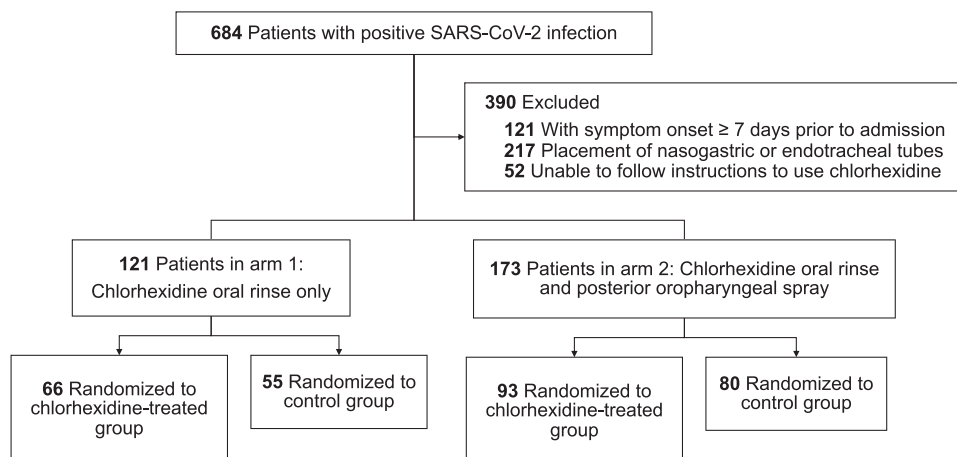 684 Patients with positive SARS-CoV-2 infection
390 Excluded
121 With symptom onset ≥ 7 days prior to admission
217 Placement of nasogastric or endotracheal tubes
52 Unable to follow instructions to use chlorhexidine
121 Patients in arm 1:
Chlorhexidine oral rinse only
173 Patients in arm 2: Chlorhexidine oral rinse
and posterior oropharyngeal spray
66 Randomized to
chlorhexidine-treated
group
55 Randomized to
control group
93 Randomized to
chlorhexidine-treated
group
80 Randomized to
control group